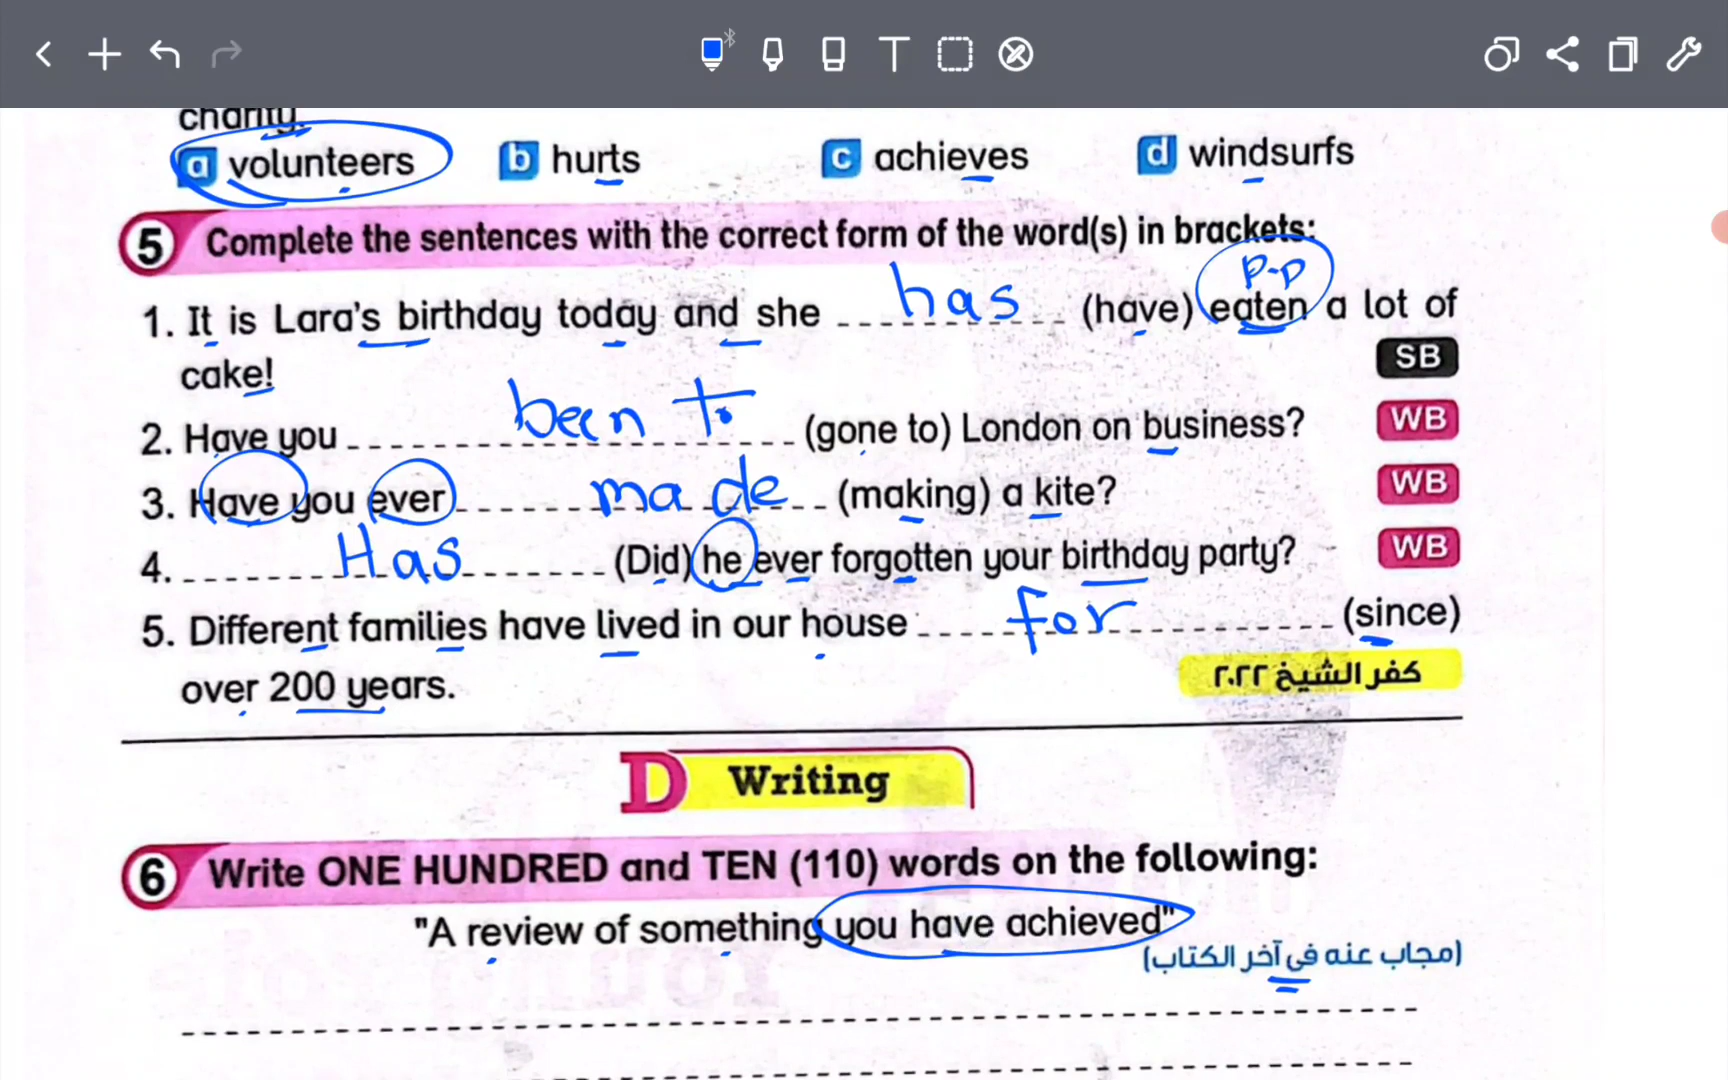 charity.
a volunteers b hurts c achieves d windsurfs
5 Complete the sentences with the correct form of the word(s) in brackets:
p.p
1. It is Lara's birthday today and she has (have) eaten a lot of
cake! SB
2. Have you been to (gone to) London on business? WB
3. Have you ever made (making) a kite? WB
4. Has (Did) he ever forgotten your birthday party? WB
5. Different families have lived in our house for (since)
over 200 years. كفر الشيخ ٢٠٢٢
D Writing
6 Write ONE HUNDRED and TEN (110) words on the following:
"A review of something you have achieved"
(مجاب عنه في آخر الكتاب)